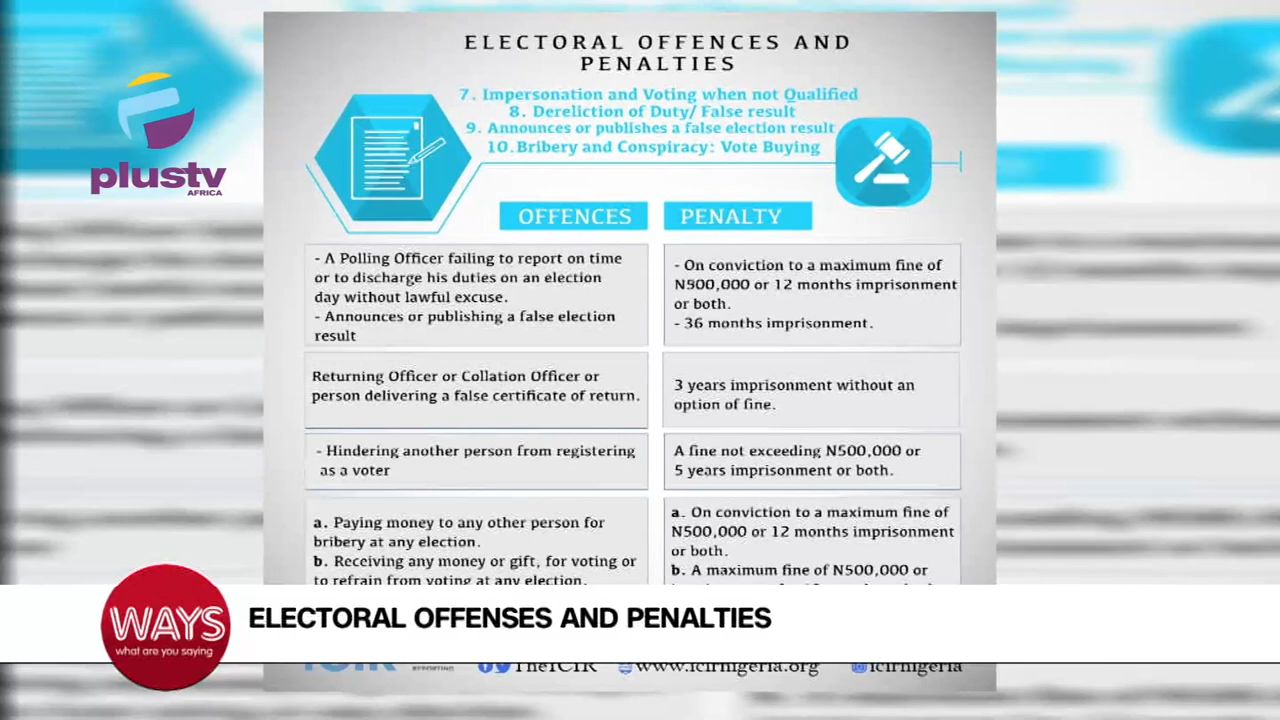 ELECTORAL OFFENCES AND
PENALTIES
7. Impersonation and Voting when not Qualified
8. Dereliction of Duty/ False result
9. Announces or publishes a false election result
10. Bribery and Conspiracy: Vote Buying
plustv
AFRICA
OFFENCES
PENALTY
- A Polling Officer failing to report on time
or to discharge his duties on an election
day without lawful excuse.
- Announces or publishing a false election
result
- On conviction to a maximum fine of
N500,000 or 12 months imprisonment
or both.
- 36 months imprisonment.
Returning Officer or Collation Officer or
person delivering a false certificate of return.
3 years imprisonment without an
option of fine.
- Hindering another person from registering
as a voter
A fine not exceeding N500,000 or
5 years imprisonment or both.
a. Paying money to any other person for
bribery at any election.
b. Receiving any money or gift, for voting or
to refrain from voting at any election.
a. On conviction to a maximum fine of
N500,000 or 12 months imprisonment
or both.
b. A maximum fine of N500,000 or
WAYS
what are you saying
ELECTORAL OFFENSES AND PENALTIES
REPORTING
TheICIR
www.icirnigeria.org
icirnigeria